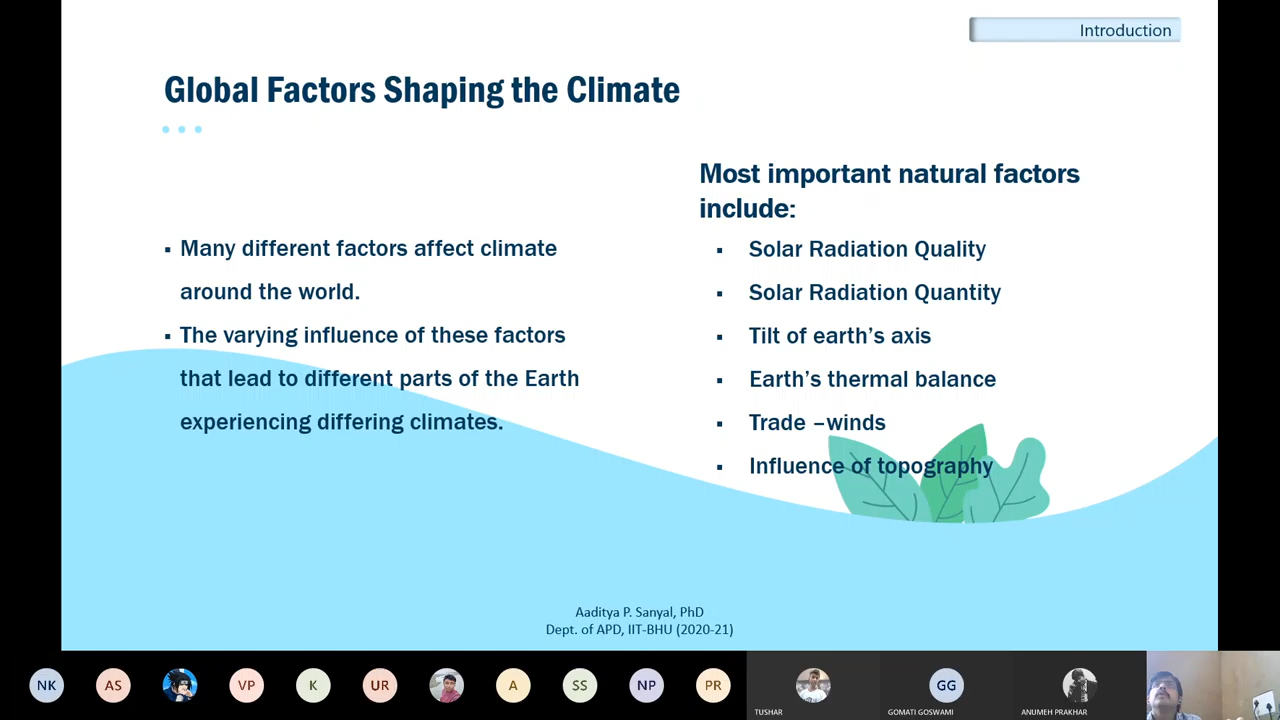 Introduction
Global Factors Shaping the Climate
▪ Many different factors affect climate
around the world.
▪ The varying influence of these factors
that lead to different parts of the Earth
experiencing differing climates.
Most important natural factors
include:
▪ Solar Radiation Quality
▪ Solar Radiation Quantity
▪ Tilt of earth’s axis
▪ Earth’s thermal balance
▪ Trade –winds
▪ Influence of topography
Aaditya P. Sanyal, PhD
Dept. of APD, IIT-BHU (2020-21)
NK AS VP K UR A SS NP PR GG
TUSHAR GOMATI GOSWAMI ANUMEH PRAKHAR